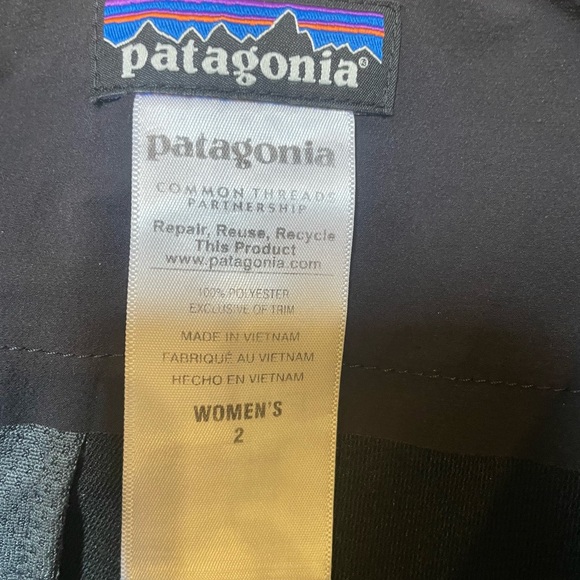 patagonia®
patagonia
COMMON THREADS
PARTNERSHIP
Repair, Reuse, Recycle
This Product
www.patagonia.com
100% POLYESTER
EXCLUSIVE OF TRIM
MADE IN VIETNAM
FABRIQUÉ AU VIETNAM
HECHO EN VIETNAM
WOMEN'S
2